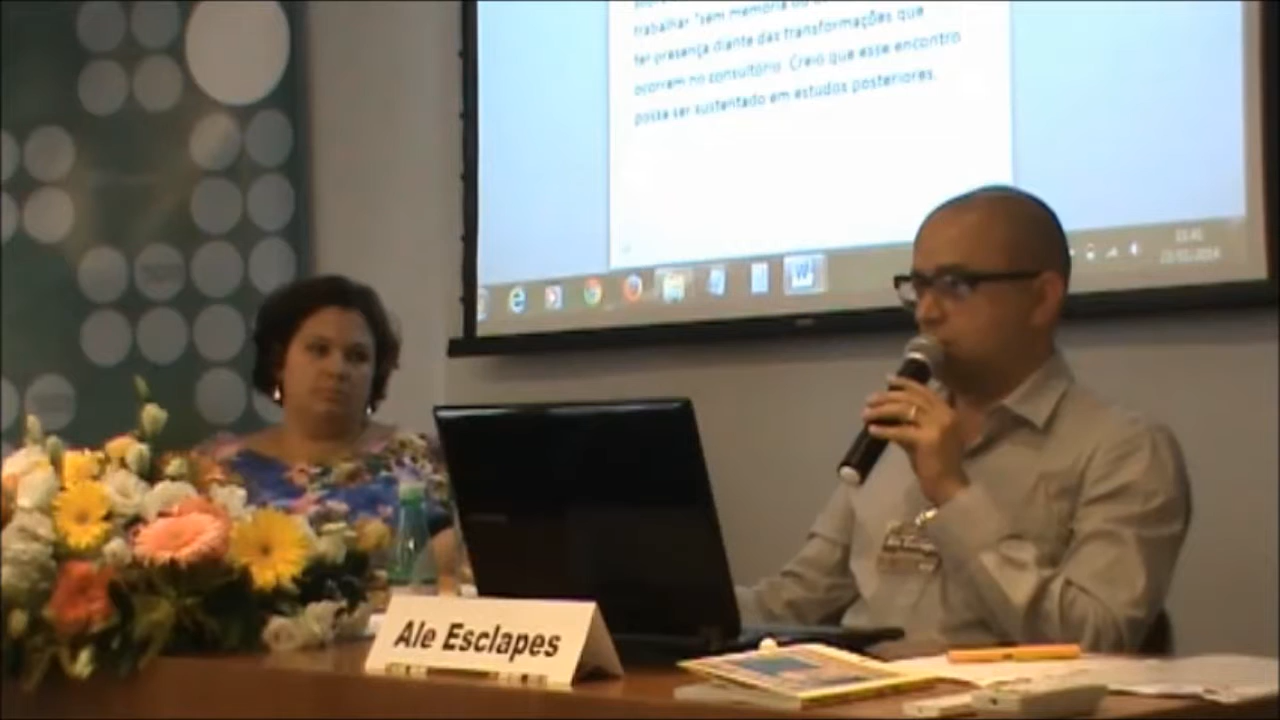 trabalhar "sem memória ou
ter presença diante das transformações que
ocorrem no consultório. Creio que esse encontro
possa ser sustentado em estudos posteriores.
Ale Esclapes